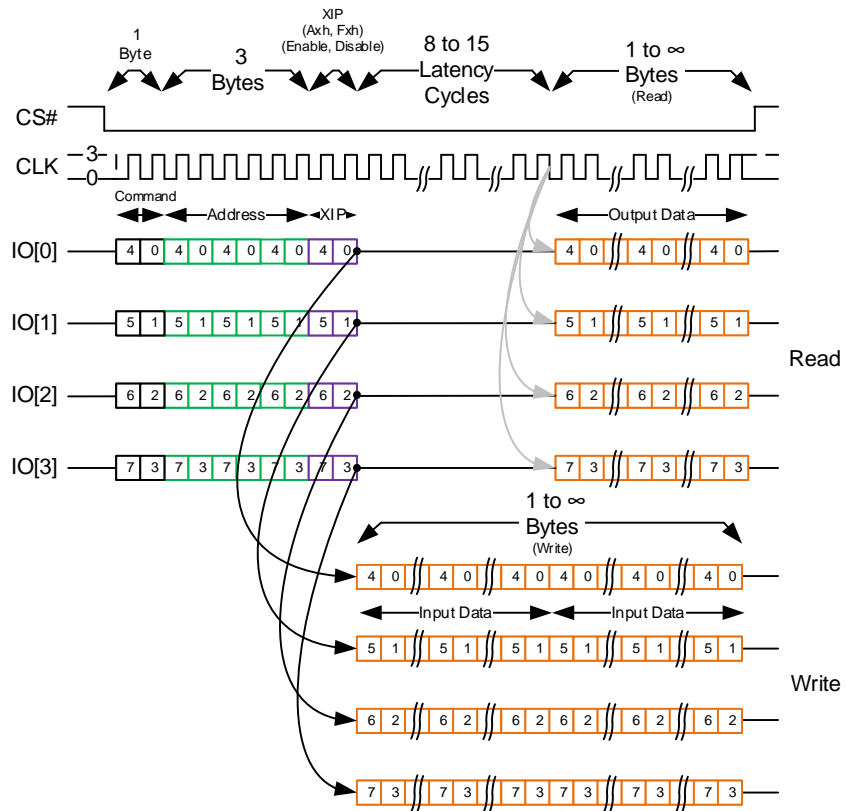 1
Byte
3
Bytes
XIP
(Axh, Fxh)
(Enable, Disable)
8 to 15
Latency
Cycles
1 to ∞
Bytes
(Read)
CS#
CLK
3
0
Command
Address
XIP
Output Data
IO[0]
4 0 4 0 4 0 4 0 4 0
4 0 4 0 4 0
IO[1]
5 1 5 1 5 1 5 1 5 1
5 1 5 1 5 1
Read
IO[2]
6 2 6 2 6 2 6 2 6 2
6 2 6 2 6 2
IO[3]
7 3 7 3 7 3 7 3 7 3
7 3 7 3 7 3
1 to ∞
Bytes
(Write)
4 0 4 0 4 0 4 0 4 0 4 0
Input Data
Input Data
5 1 5 1 5 1 5 1 5 1 5 1
Write
6 2 6 2 6 2 6 2 6 2 6 2
7 3 7 3 7 3 7 3 7 3 7 3